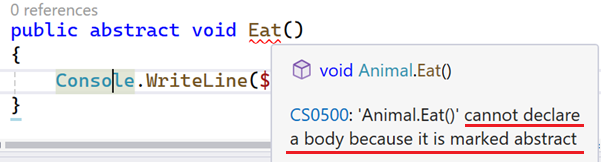 0 references
public abstract void Eat()
{
Console.WriteLine($
}
void Animal.Eat()
CS0500: 'Animal.Eat()' cannot declare
a body because it is marked abstract